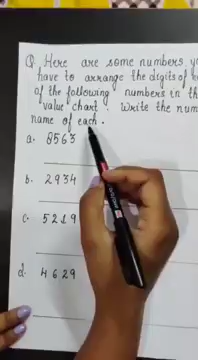 Q. Here are some numbers, y
have to arrange the digits of e
of the following numbers in th
value chart. Write the num
name of each.
a. 8563
b. 2934
c. 5219
d. 4629